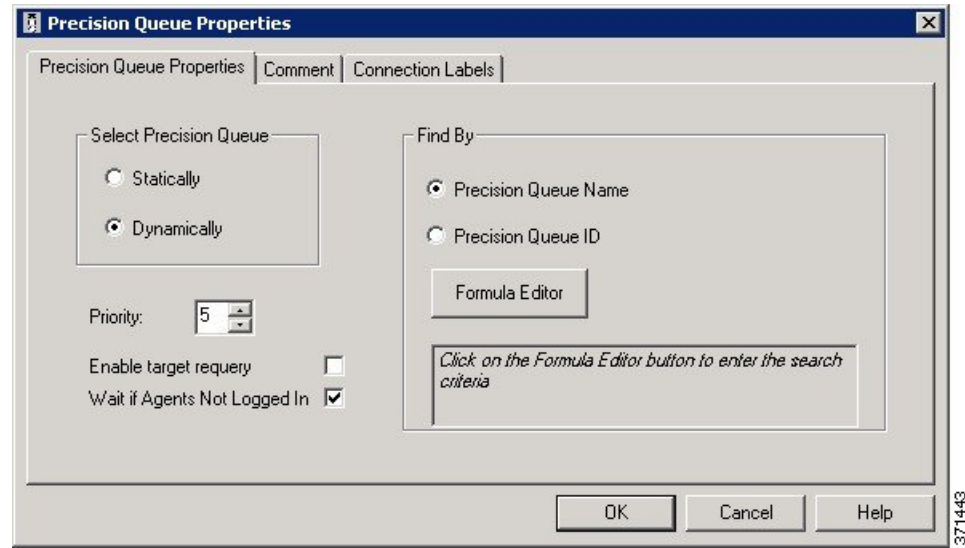 Precision Queue Properties
Precision Queue Properties Comment Connection Labels
Select Precision Queue
Statically
Dynamically
Priority: 5
Enable target requery
Wait if Agents Not Logged In
Find By
Precision Queue Name
Precision Queue ID
Formula Editor
Click on the Formula Editor button to enter the search
criteria
OK Cancel Help
371443